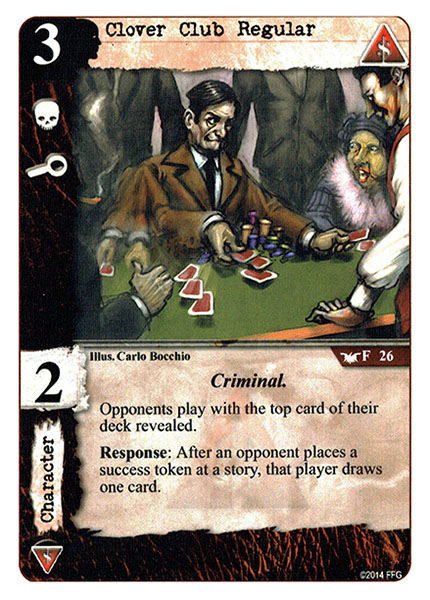 3
Clover Club Regular
Illus. Carlo Bocchio
F 26
2
Character
Criminal.
Opponents play with the top card of their
deck revealed.
Response: After an opponent places a
success token at a story, that player draws
one card.
©2014 FFG